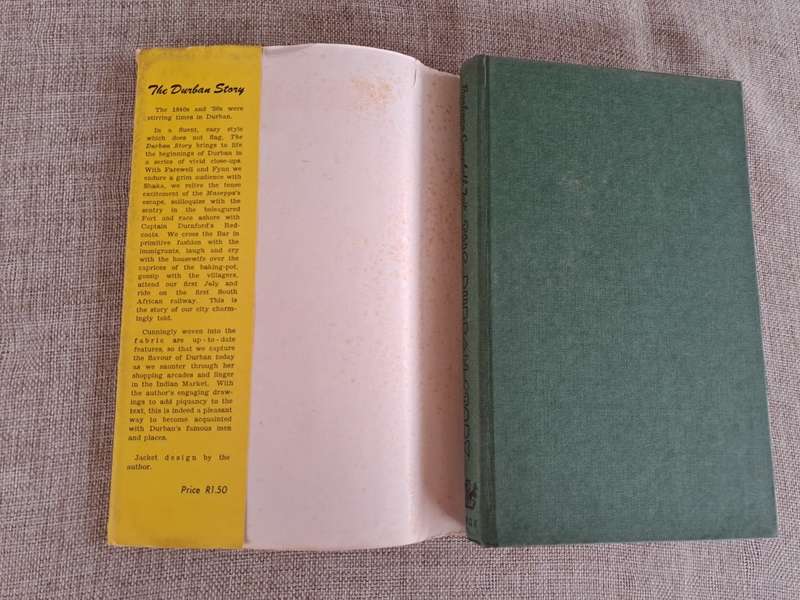 The Durban Story
The 1840s and '50s were
stirring times in Durban.
In a fluent, easy style
which does not flag, The
Durban Story brings to life
the beginnings of Durban in
a series of vivid close-ups.
With Farewell and Fynn we
endure a grim audience with
Shaka, we relive the tense
excitement of the Mazeppa's
escape, soliloquise with the
sentry in the beleaguered
Fort and race ashore with
Captain Durnford's Red-
coats. We cross the Bar in
primitive fashion with the
immigrants, laugh and cry
with the housewife over the
caprices of the baking-pot,
gossip with the villagers,
attend our first July and
ride on the first South
African railway. This is
the story of our city charm-
ingly told.
Cunningly woven into the
fabric are up-to-date
features, so that we capture
the flavour of Durban today
as we saunter through her
shopping arcades and linger
in the Indian Market. With
the author's engaging draw-
ings to add piquancy to the
text, this is indeed a pleasant
way to become acquainted
with Durban's famous men
and places.
Jacket design by the
author.
Price R1.50
THE DURBAN STORY